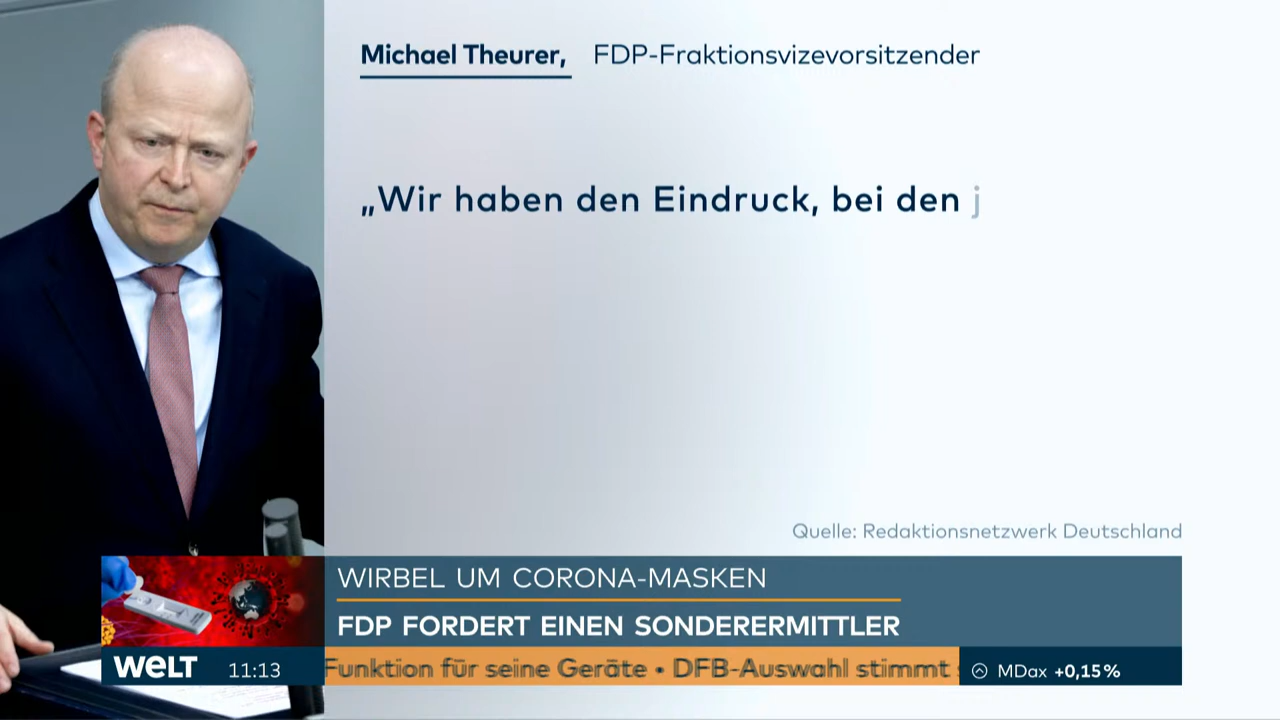 Michael Theurer, FDP-Fraktionsvizevorsitzender
„Wir haben den Eindruck, bei den j
Quelle: Redaktionsnetzwerk Deutschland
WIRBEL UM CORONA-MASKEN
FDP FORDERT EINEN SONDERERMITTLER
welt 11:13 Funktion für seine Geräte • DFB-Auswahl stimmt MDax +0,15%